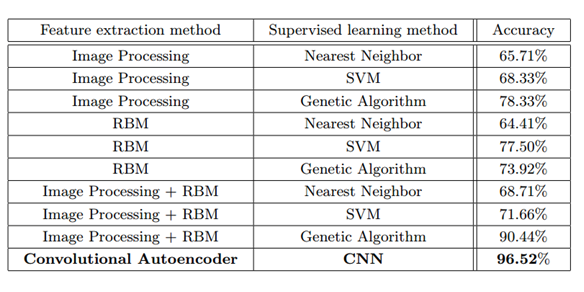 Feature extraction method Supervised learning method Accuracy
Image Processing Nearest Neighbor 65.71%
Image Processing SVM 68.33%
Image Processing Genetic Algorithm 78.33%
RBM Nearest Neighbor 64.41%
RBM SVM 77.50%
RBM Genetic Algorithm 73.92%
Image Processing + RBM Nearest Neighbor 68.71%
Image Processing + RBM SVM 71.66%
Image Processing + RBM Genetic Algorithm 90.44%
Convolutional Autoencoder CNN 96.52%